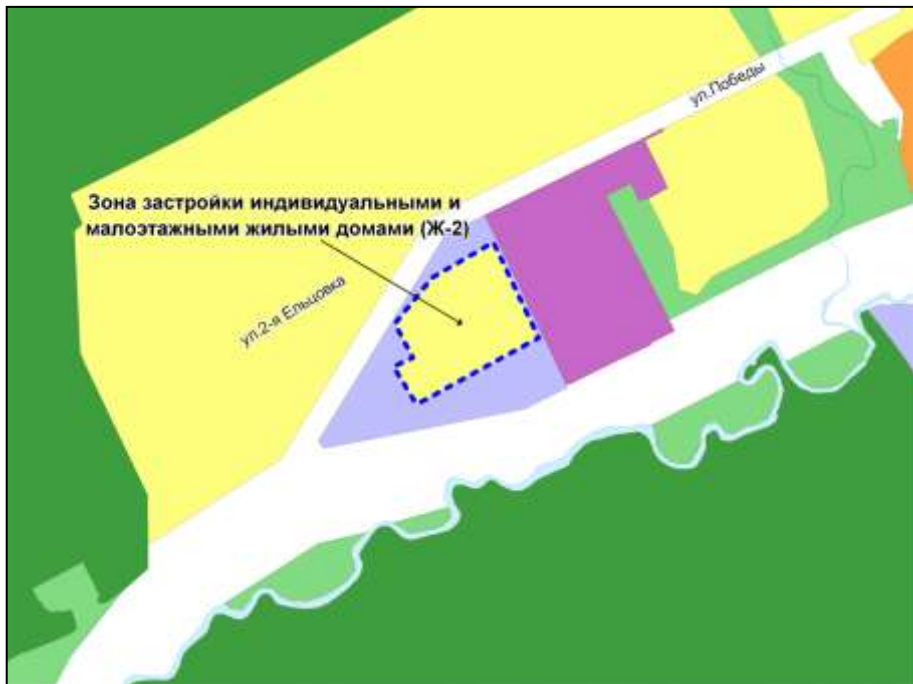 ул.Победы
Зона застройки индивидуальными и
малоэтажными жилыми домами (Ж-2)
ул.2-я Ельцовка